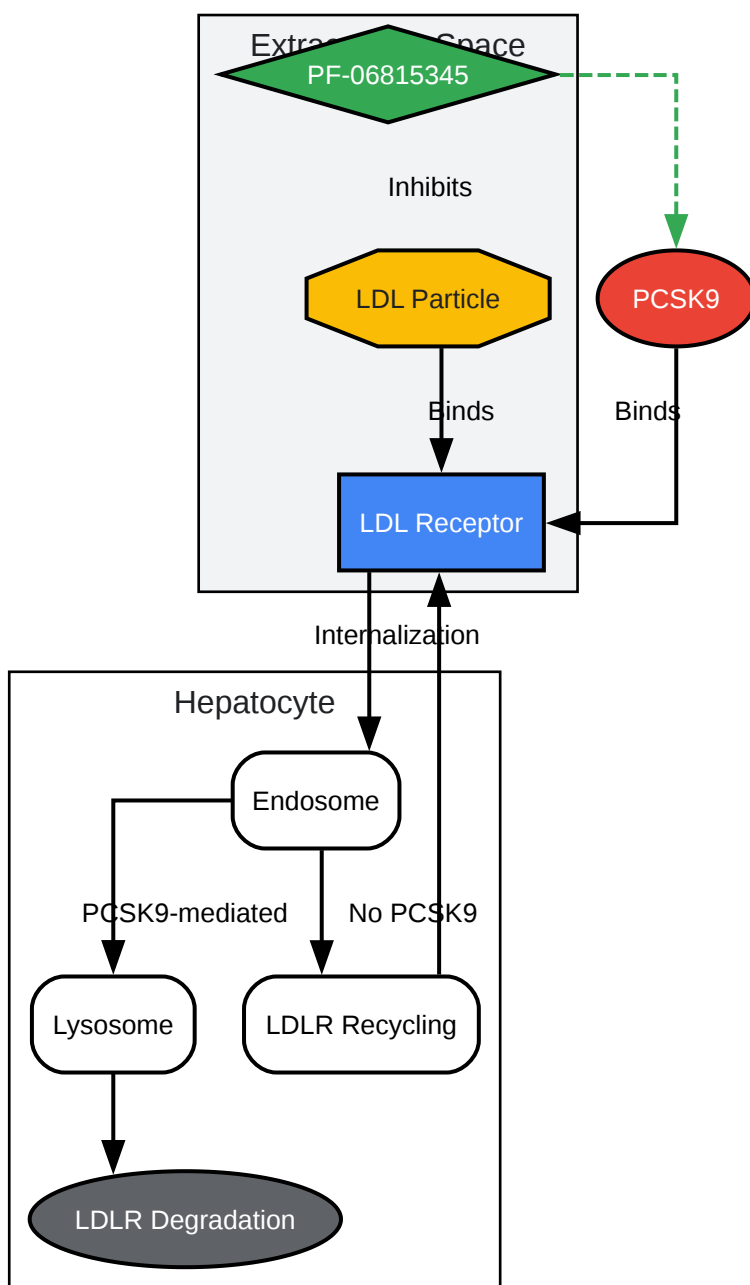 Space
PF-06815345
Inhibits
LDL Particle
PCSK9
Binds
Binds
LDL Receptor
Internalization
Hepatocyte
Endosome
PCSK9-mediated
No PCSK9
Lysosome
LDLR Recycling
LDLR Degradation